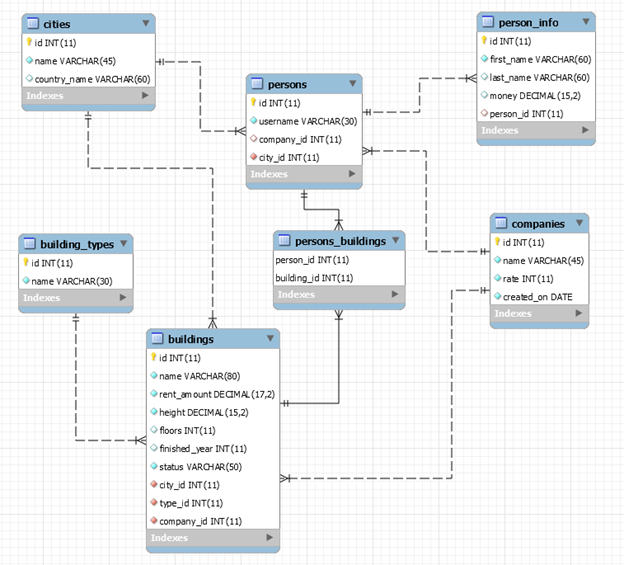 cities
id INT(11)
name VARCHAR(45)
country_name VARCHAR(60)
Indexes
person_info
id INT(11)
first_name VARCHAR(60)
last_name VARCHAR(60)
money DECIMAL(15,2)
person_id INT(11)
Indexes
persons
id INT(11)
username VARCHAR(30)
company_id INT(11)
city_id INT(11)
Indexes
companies
id INT(11)
name VARCHAR(45)
rate INT(11)
created_on DATE
Indexes
building_types
id INT(11)
name VARCHAR(30)
Indexes
persons_buildings
person_id INT(11)
building_id INT(11)
Indexes
buildings
id INT(11)
name VARCHAR(80)
rent_amount DECIMAL(17,2)
height DECIMAL(15,2)
floors INT(11)
finished_year INT(11)
status VARCHAR(50)
city_id INT(11)
type_id INT(11)
company_id INT(11)
Indexes